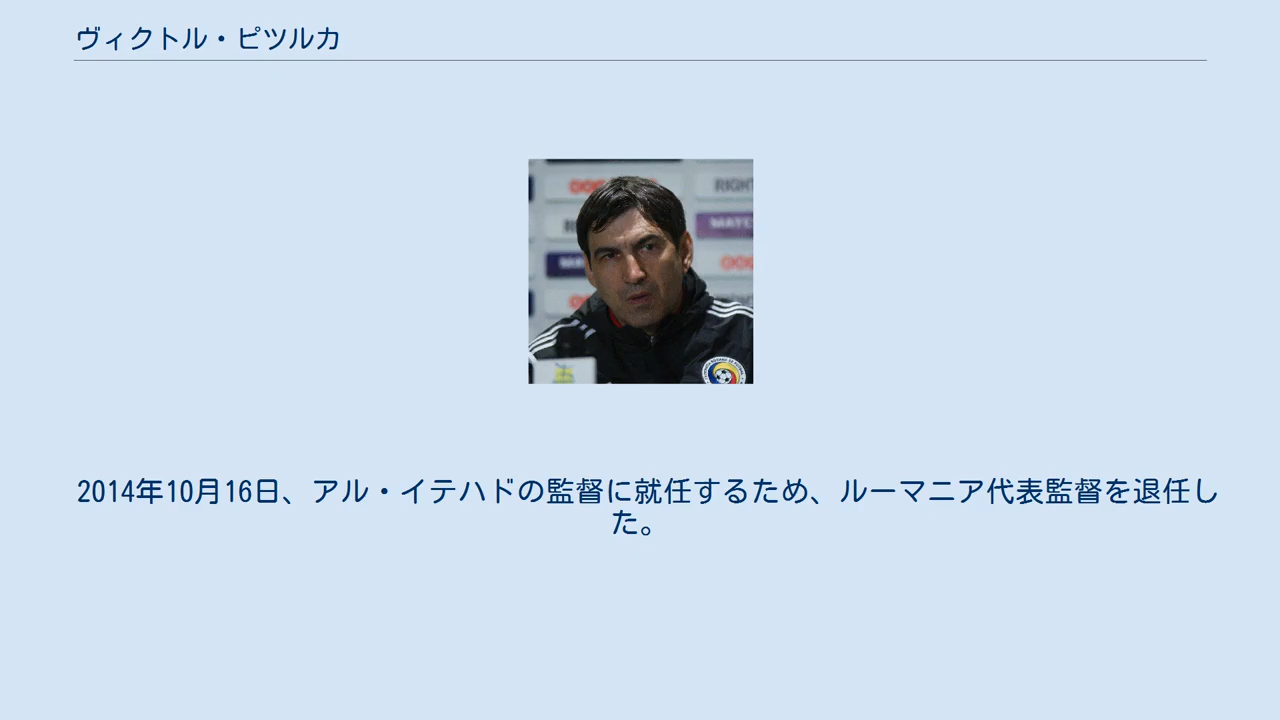 ヴィクトル・ピツルカ
RIGHT
2014年10月16日、アル・イテハドの監督に就任するため、ルーマニア代表監督を退任し
た。